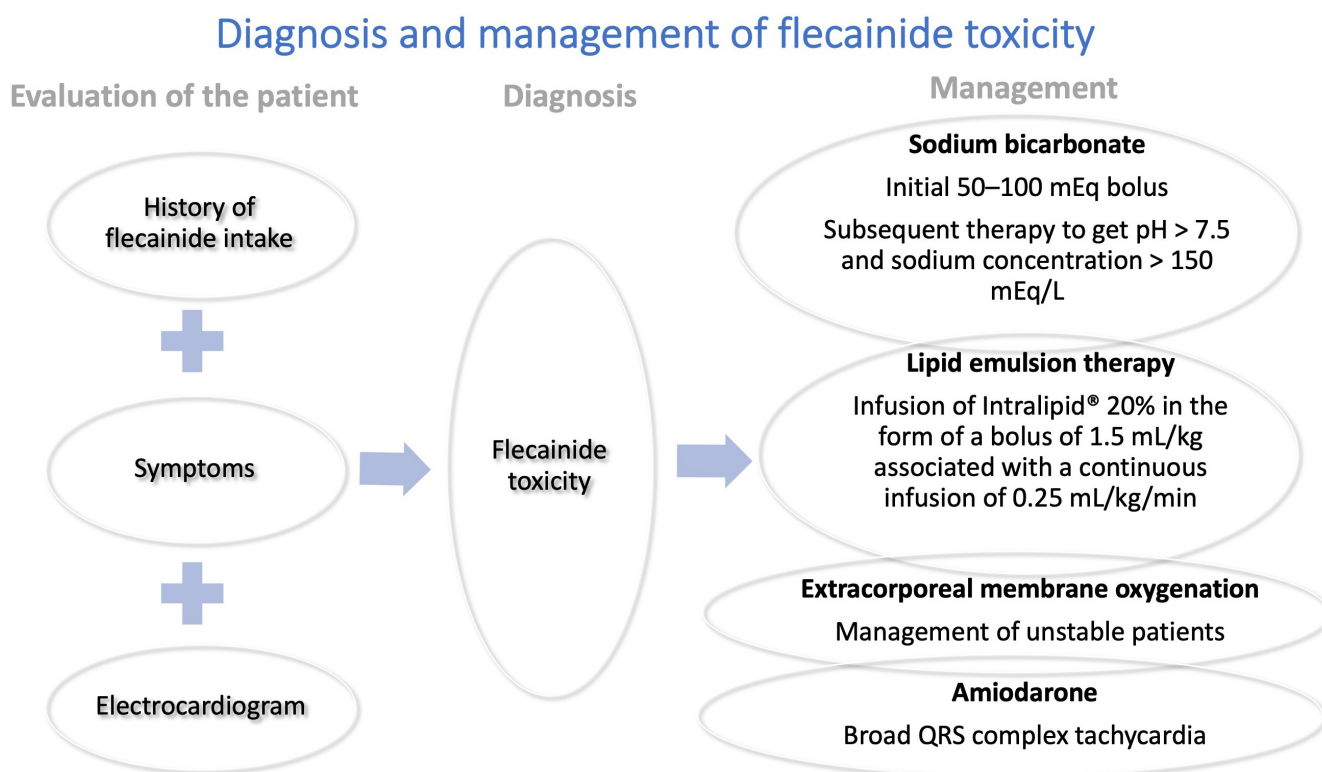 Diagnosis and management of flecainide toxicity
Evaluation of the patient
History of
flecainide intake
Symptoms
Electrocardiogram
Diagnosis
Flecainide
toxicity
Management
Sodium bicarbonate
Initial 50–100 mEq bolus
Subsequent therapy to get pH > 7.5
and sodium concentration > 150
mEq/L
Lipid emulsion therapy
Infusion of Intralipid® 20% in the
form of a bolus of 1.5 mL/kg
associated with a continuous
infusion of 0.25 mL/kg/min
Extracorporeal membrane oxygenation
Management of unstable patients
Amiodarone
Broad QRS complex tachycardia